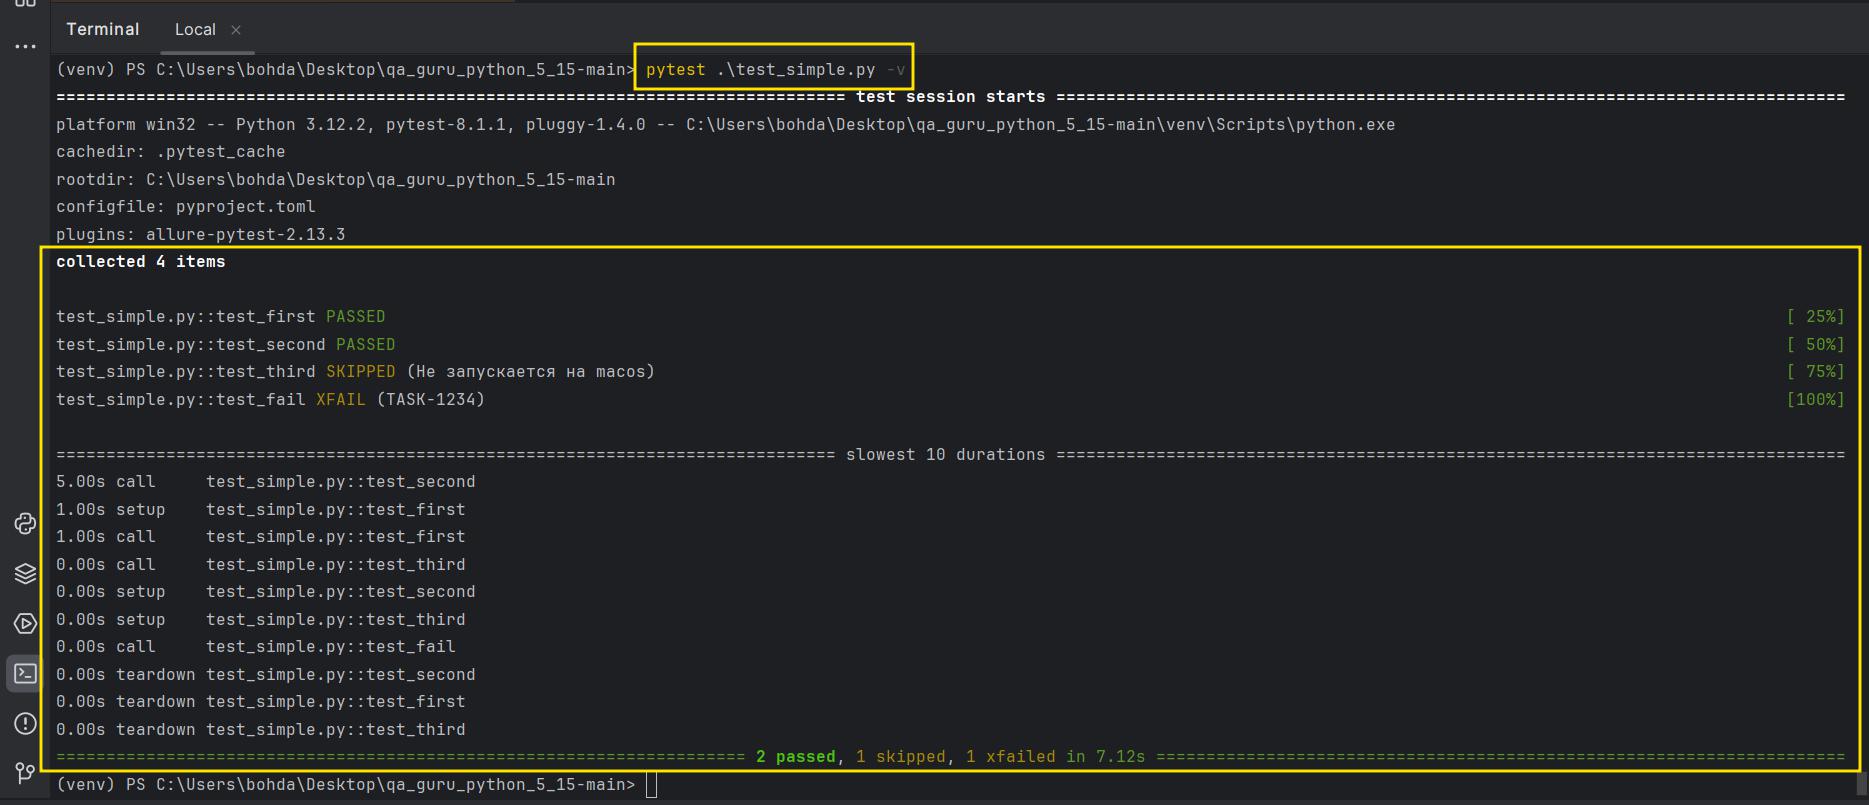 Terminal Local ×
(venv) PS C:\Users\bohda\Desktop\qa_guru_python_5_15-main> pytest .\test_simple.py -v
=============================================================================== test session starts ===============================================================================
platform win32 -- Python 3.12.2, pytest-8.1.1, pluggy-1.4.0 -- C:\Users\bohda\Desktop\qa_guru_python_5_15-main\venv\Scripts\python.exe
cachedir: .pytest_cache
rootdir: C:\Users\bohda\Desktop\qa_guru_python_5_15-main
configfile: pyproject.toml
plugins: allure-pytest-2.13.3
collected 4 items
test_simple.py::test_first PASSED [ 25%]
test_simple.py::test_second PASSED [ 50%]
test_simple.py::test_third SKIPPED (Не запускается на macos) [ 75%]
test_simple.py::test_fail XFAIL (TASK-1234) [100%]
============================================================================== slowest 10 durations ===============================================================================
5.00s call     test_simple.py::test_second
1.00s setup    test_simple.py::test_first
1.00s call     test_simple.py::test_first
0.00s call     test_simple.py::test_third
0.00s setup    test_simple.py::test_second
0.00s setup    test_simple.py::test_third
0.00s call     test_simple.py::test_fail
0.00s teardown test_simple.py::test_second
0.00s teardown test_simple.py::test_first
0.00s teardown test_simple.py::test_third
===================================================================== 2 passed, 1 skipped, 1 xfailed in 7.12s =====================================================================
(venv) PS C:\Users\bohda\Desktop\qa_guru_python_5_15-main>